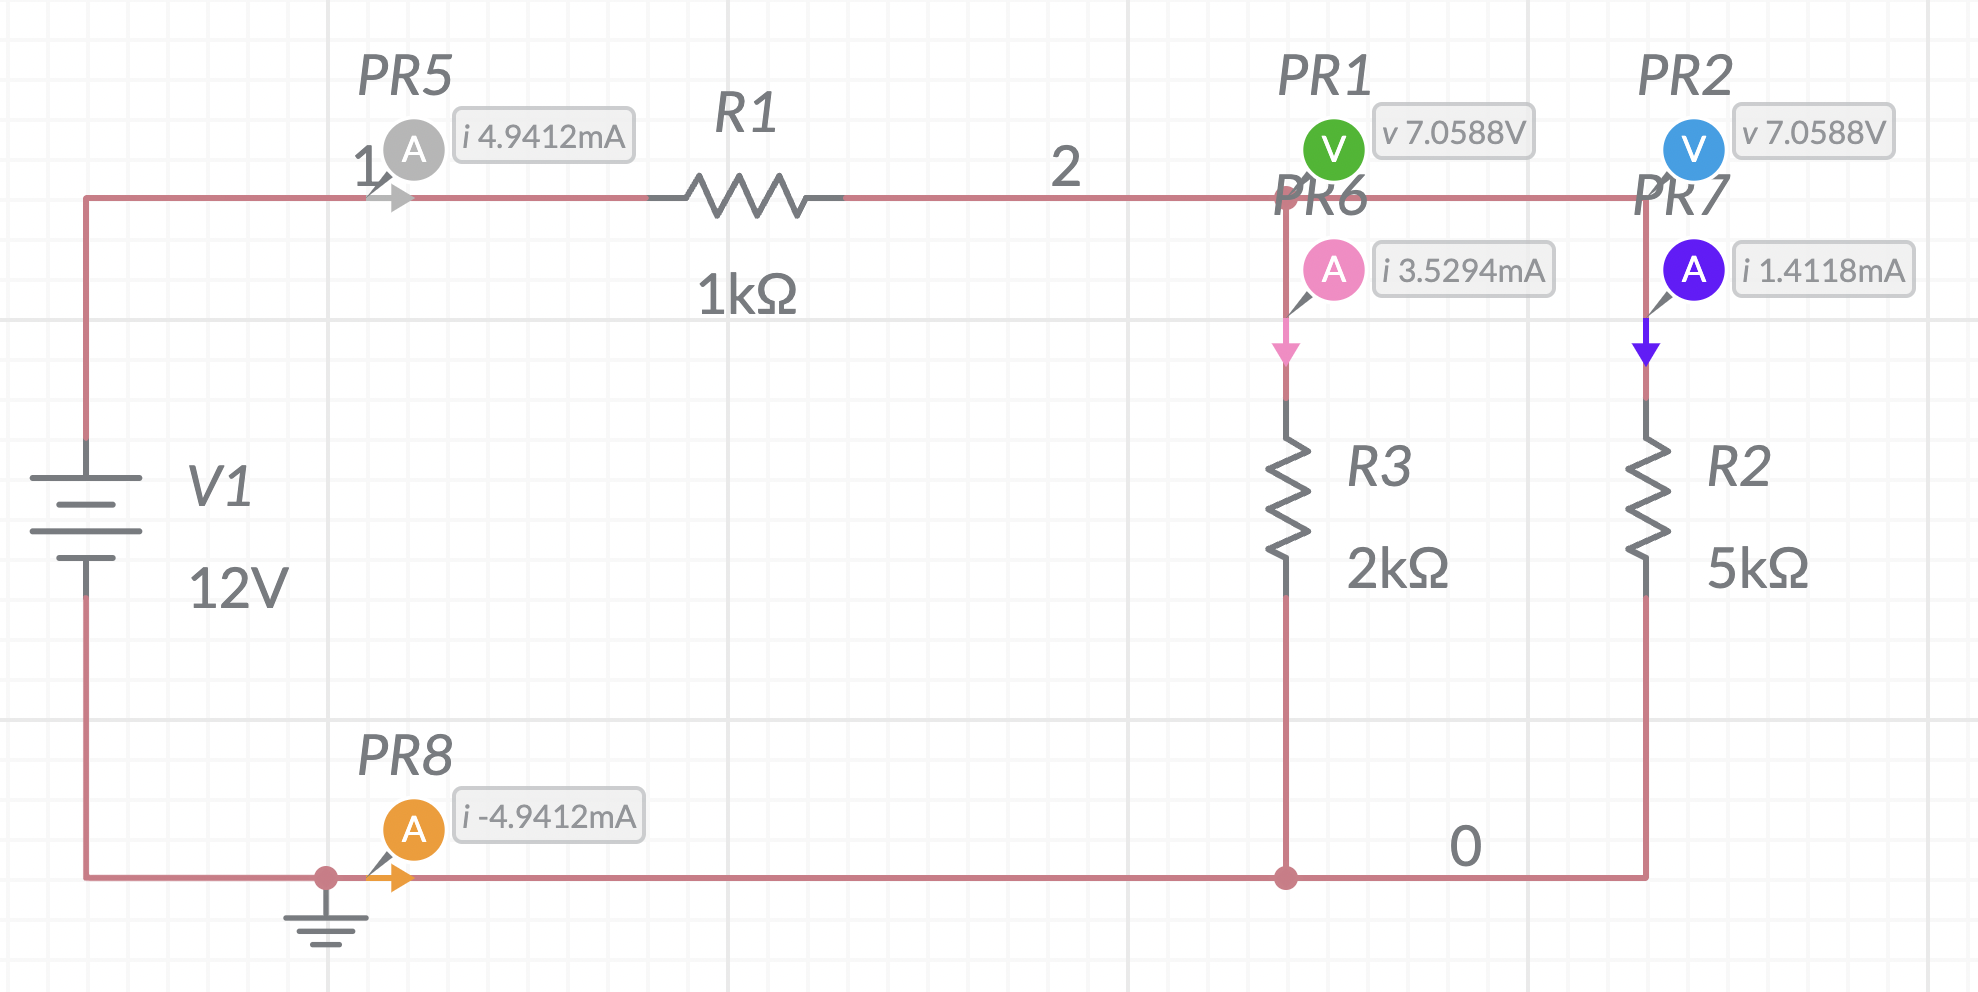 PR5
i 4.9412mA
A
1
R1
1kΩ
2
PR1
V
v 7.0588V
PR2
V
v 7.0588V
PR6
A
i 3.5294mA
PR7
A
i 1.4118mA
V1
12V
R3
2kΩ
R2
5kΩ
PR8
A
i -4.9412mA
0